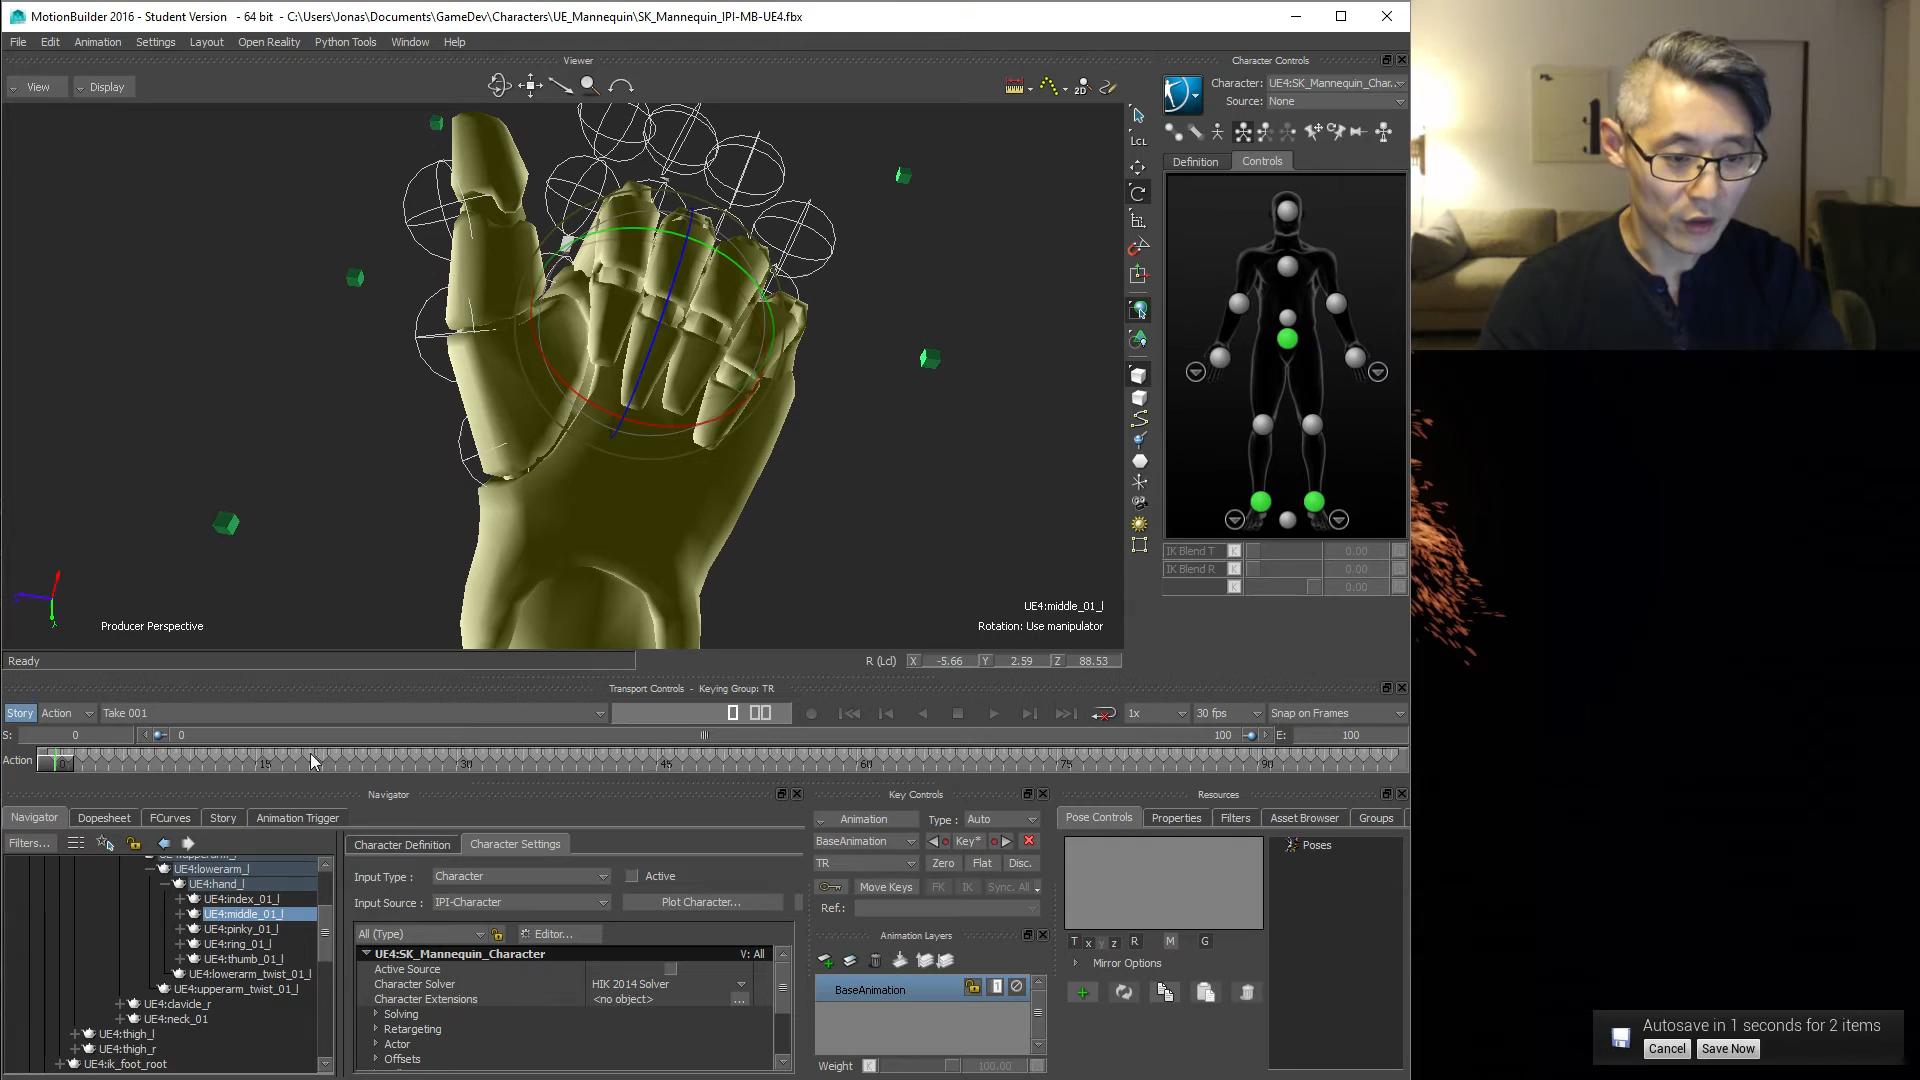 MotionBuilder 2016 - Student Version - 64 bit - C:\Users\Jonas\Documents\GameDev\Characters\UE_Mannequin\SK_Mannequin_IPI-MB-UE4.fbx
File Edit Animation Settings Layout Open Reality Python Tools Window Help
Viewer
Character Controls
View Display
2D
Character: UE4:SK_Mannequin_Char...
Source: None
LCL
Definition Controls
IK Blend T K 0.00
IK Blend R K 0.00
K 0.00
UE4:middle_01_l
Rotation: Use manipulator
Producer Perspective
Ready
R (Lcl) X -5.66 Y 2.59 Z 88.53
Transport Controls - Keying Group: TR
Story Action Take 001 1x 30 fps Snap on Frames
S: 0 0 100 E: 100
Action 0 15 30 45 60 75 90
Navigator
Key Controls
Resources
Navigator Dopesheet FCurves Story Animation Trigger
Filters...
UE4:lowerarm_l
UE4:hand_l
UE4:index_01_l
UE4:middle_01_l
UE4:pinky_01_l
UE4:ring_01_l
UE4:thumb_01_l
UE4:lowerarm_twist_01_l
UE4:upperarm_twist_01_l
UE4:clavicle_r
UE4:neck_01
UE4:thigh_l
UE4:thigh_r
UE4:ik_foot_root
Character Definition Character Settings
Input Type: Character Active
Input Source: IPI-Character Plot Character...
All (Type) Editor...
UE4:SK_Mannequin_Character V: All
Active Source
Character Solver HIK 2014 Solver
Character Extensions <no object> ...
Solving
Retargeting
Actor
Offsets
Animation Type: Auto
BaseAnimation Key*
TR Zero Flat Disc.
Move Keys FK IK Sync. All
Ref.:
Animation Layers
BaseAnimation 1
Weight K 100.00
Pose Controls Properties Filters Asset Browser Groups
Poses
T x y z R M G
Mirror Options
Autosave in 1 seconds for 2 items
Cancel Save Now